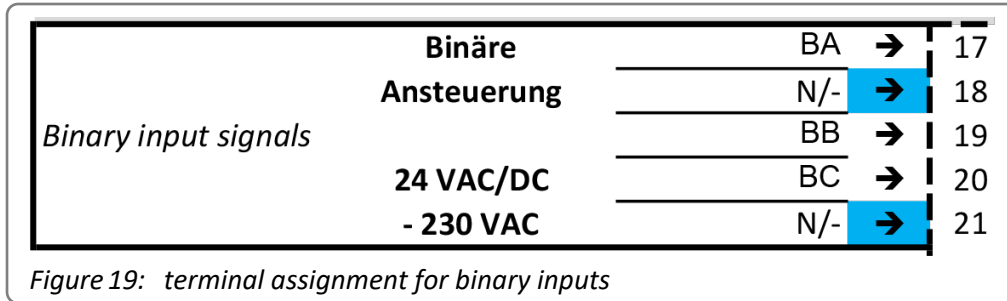 Binäre BA → 17
Ansteuerung N/- → 18
Binary input signals BB → 19
24 VAC/DC BC → 20
- 230 VAC N/- → 21
Figure 19: terminal assignment for binary inputs